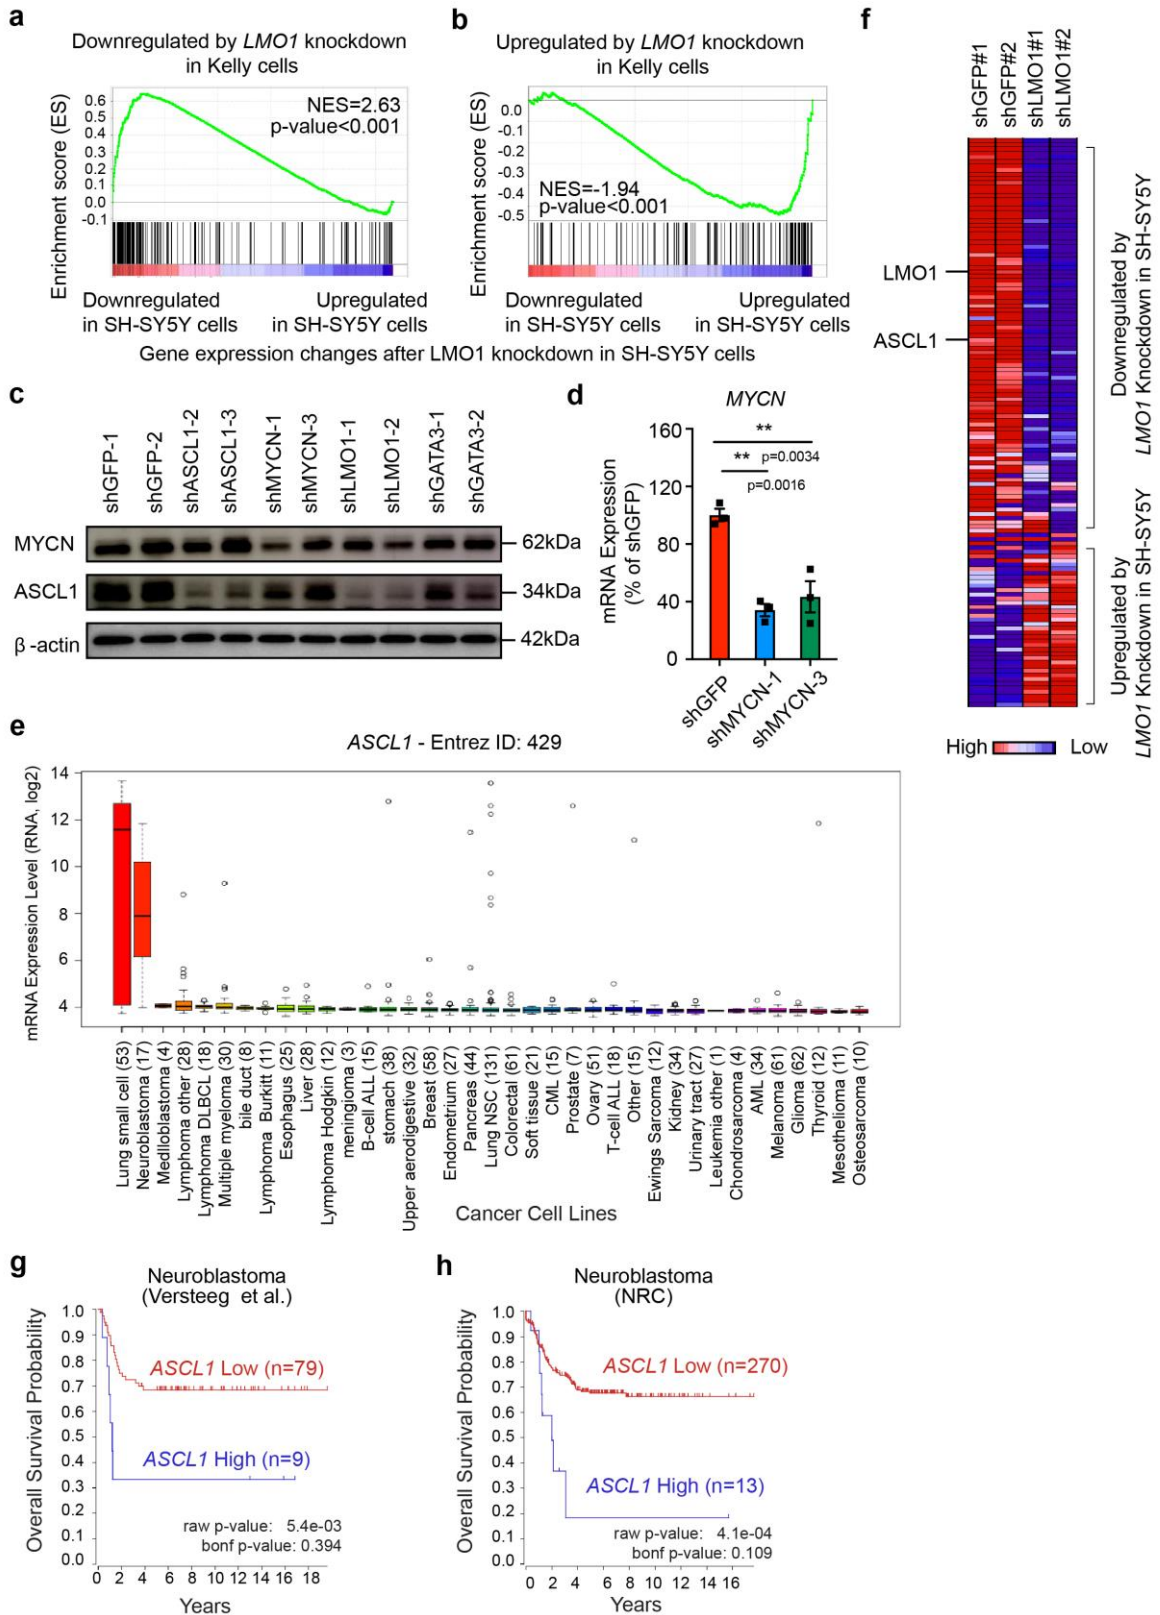 a
Downregulated by LMO1 knockdown
in Kelly cells
Enrichment score (ES)
0.6
0.5
0.4
0.3
0.2
0.1
0.0
-0.1
NES=2.63
p-value<0.001
Downregulated
in SH-SY5Y cells
Upregulated
in SH-SY5Y cells
b
Upregulated by LMO1 knockdown
in Kelly cells
Enrichment score (ES)
0.0
-0.1
-0.2
-0.3
-0.4
-0.5
NES=-1.94
p-value<0.001
Downregulated
in SH-SY5Y cells
Upregulated
in SH-SY5Y cells
Gene expression changes after LMO1 knockdown in SH-SY5Y cells
c
shGFP-1
shGFP-2
shASCL1-2
shASCL1-3
shMYCN-1
shMYCN-3
shLMO1-1
shLMO1-2
shGATA3-1
shGATA3-2
MYCN
62kDa
ASCL1
34kDa
β-actin
42kDa
d
MYCN
mRNA Expression
(% of shGFP)
160
120
80
40
0
**
p=0.0034
**
p=0.0016
shGFP
shMYCN-1
shMYCN-3
e
ASCL1 - Entrez ID: 429
mRNA Expression Level (RNA, log2)
14
12
10
8
6
4
Lung small cell (53)
Neuroblastoma (17)
Medlloblastoma (4)
Lymphoma other (28)
Lymphoma DLBCL (18)
Multiple myeloma (30)
bile duct (8)
Lymphoma Burkitt (11)
Esophagus (25)
Liver (28)
Lymphoma Hodgkin (12)
meningioma (3)
B-cell ALL (15)
stomach (38)
Upper aerodigestive (32)
Breast (58)
Endometrium (27)
Pancreas (44)
Lung NSC (131)
Colorectal (61)
Soft tissue (21)
CML (15)
Prostate (7)
Ovary (51)
T-cell ALL (18)
Other (15)
Ewings Sarcoma (12)
Kidney (34)
Urinary tract (27)
Leukemia other (1)
Chondrosarcoma (4)
AML (34)
Melanoma (61)
Glioma (62)
Thyroid (12)
Mesothelioma (11)
Osteosarcoma (10)
Cancer Cell Lines
f
shGFP#1
shGFP#2
shLMO1#1
shLMO1#2
LMO1
ASCL1
Downregulated by
LMO1 Knockdown in SH-SY5Y
Upregulated by
LMO1 Knckdown in SH-SY5Y
High
Low
g
Neuroblastoma
(Versteeg et al.)
Overall Survival Probability
1.0
0.9
0.8
0.7
0.6
0.5
0.4
0.3
0.2
0.1
0.0
ASCL1 Low (n=79)
ASCL1 High (n=9)
raw p-value: 5.4e-03
bonf p-value: 0.394
0 2 4 6 8 10 12 14 16 18
Years
h
Neuroblastoma
(NRC)
Overall Survival Probability
1.0
0.9
0.8
0.7
0.6
0.5
0.4
0.3
0.2
0.1
0.0
ASCL1 Low (n=270)
ASCL1 High (n=13)
raw p-value: 4.1e-04
bonf p-value: 0.109
0 2 4 6 8 10 12 14 16
Years